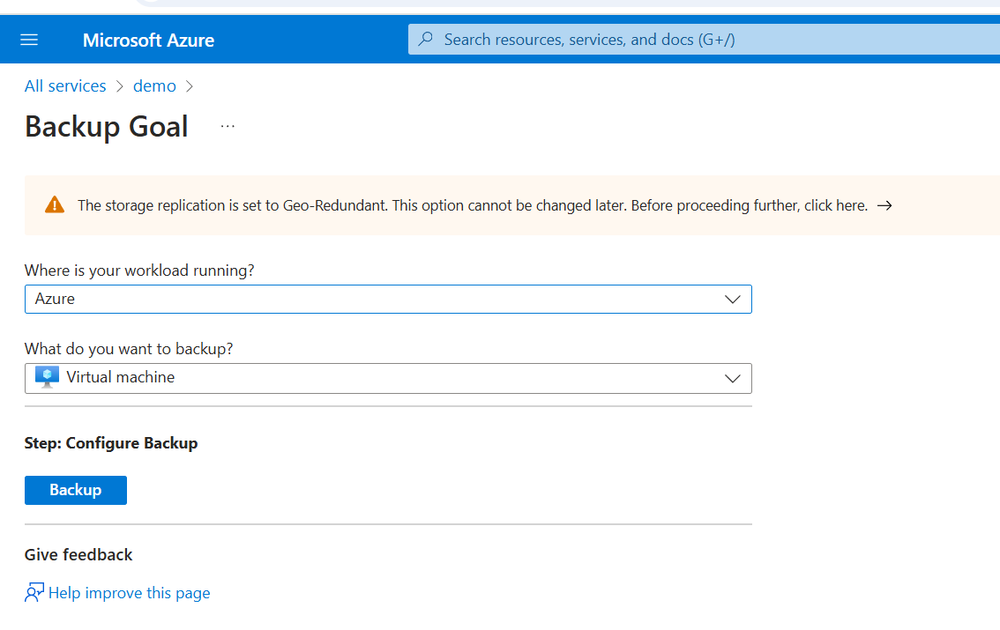 Microsoft Azure
Search resources, services, and docs (G+/)
All services > demo >
Backup Goal ...
The storage replication is set to Geo-Redundant. This option cannot be changed later. Before proceeding further, click here. →
Where is your workload running?
Azure
What do you want to backup?
Virtual machine
Step: Configure Backup
Backup
Give feedback
Help improve this page